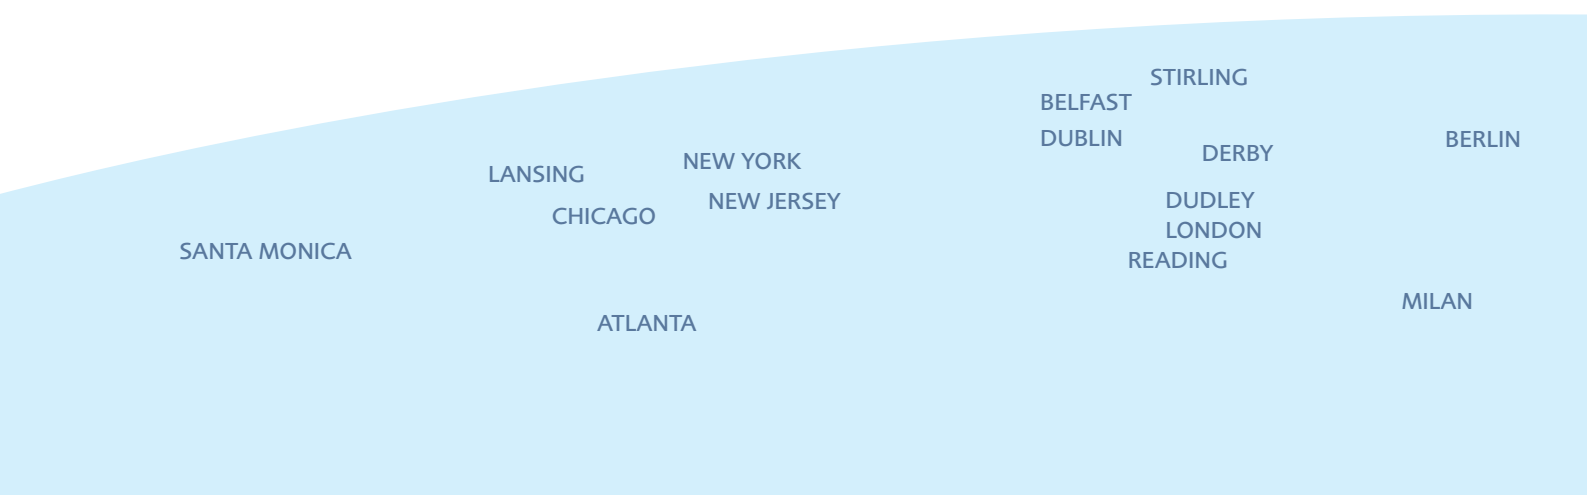 STIRLING
BELFAST
DUBLIN
BERLIN
DERBY
NEW YORK
LANSING
DUDLEY
NEW JERSEY
CHICAGO
LONDON
SANTA MONICA
READING
MILAN
ATLANTA